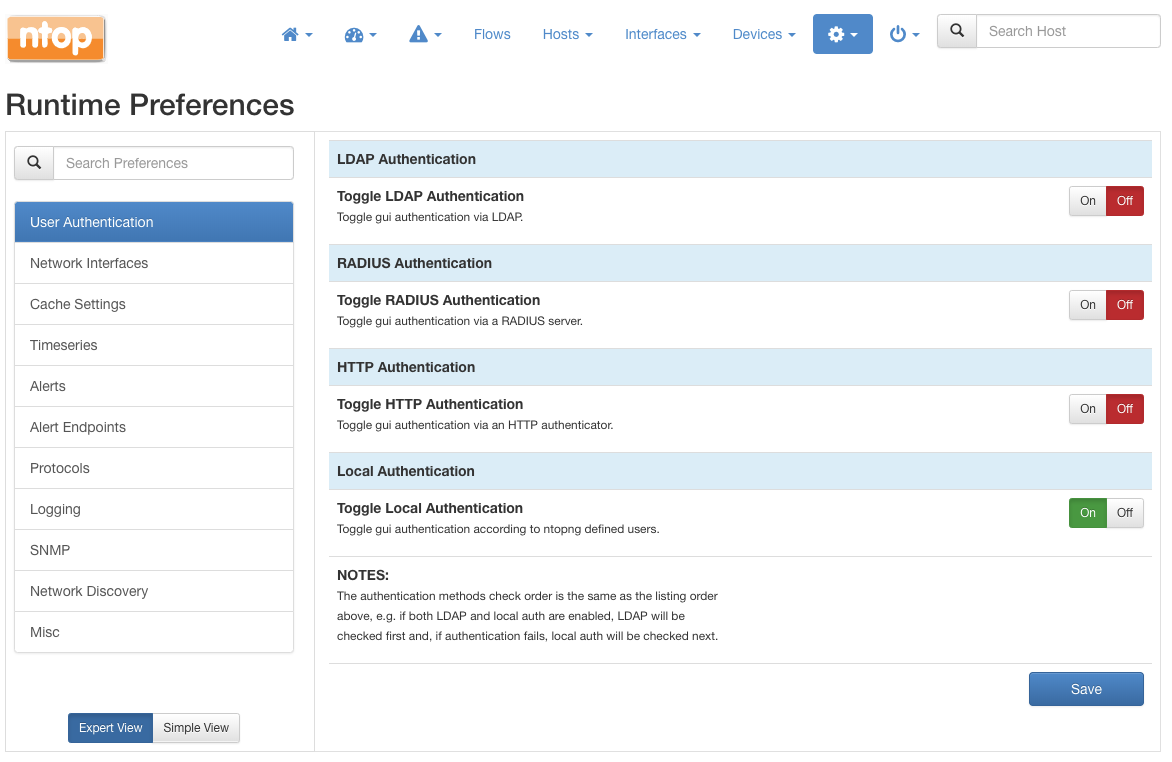 ntop
Flows
Hosts
Interfaces
Devices
Search Host
Runtime Preferences
Search Preferences
User Authentication
Network Interfaces
Cache Settings
Timeseries
Alerts
Alert Endpoints
Protocols
Logging
SNMP
Network Discovery
Misc
Expert View
Simple View
LDAP Authentication
Toggle LDAP Authentication
Toggle gui authentication via LDAP.
On Off
RADIUS Authentication
Toggle RADIUS Authentication
Toggle gui authentication via a RADIUS server.
On Off
HTTP Authentication
Toggle HTTP Authentication
Toggle gui authentication via an HTTP authenticator.
On Off
Local Authentication
Toggle Local Authentication
Toggle gui authentication according to ntopng defined users.
On Off
NOTES:
The authentication methods check order is the same as the listing order
above, e.g. if both LDAP and local auth are enabled, LDAP will be
checked first and, if authentication fails, local auth will be checked next.
Save